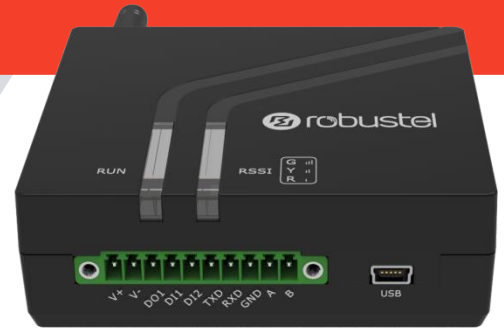 robustel
RUN
RSSI
G
Y
R
V+ V- DO1 DI1 DI2 TXD RXD GND A B
USB